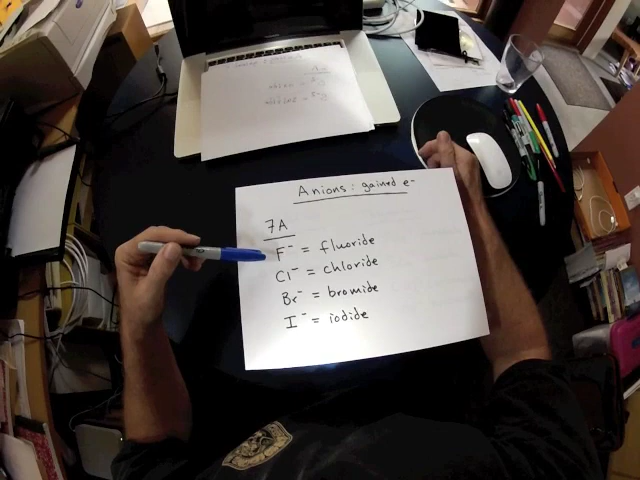 Anions: gained e⁻
7A
F⁻ = fluoride
Cl⁻ = chloride
Br⁻ = bromide
I⁻ = iodide